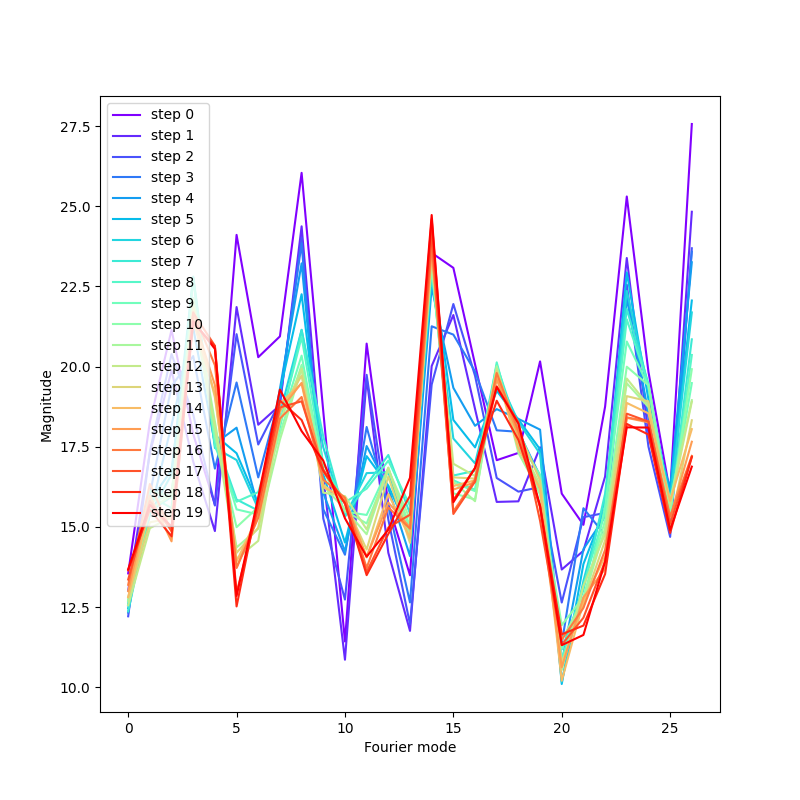 step 0
step 1
step 2
step 3
step 4
step 5
step 6
step 7
step 8
step 9
step 10
step 11
step 12
step 13
step 14
step 15
step 16
step 17
step 18
step 19
27.5
25.0
22.5
20.0
17.5
15.0
12.5
10.0
Magnitude
0 5 10 15 20 25
Fourier mode